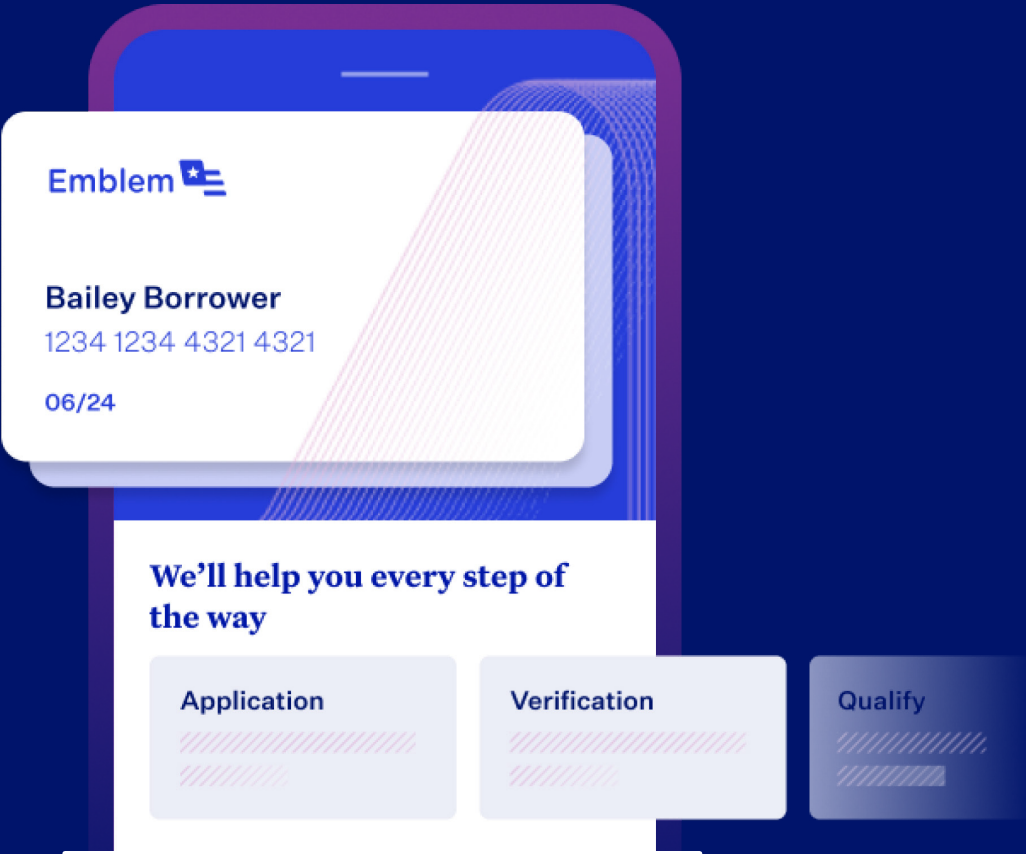 Emblem
Bailey Borrower
1234 1234 4321 4321
06/24
We’ll help you every step of
the way
Application
Verification
Qualify